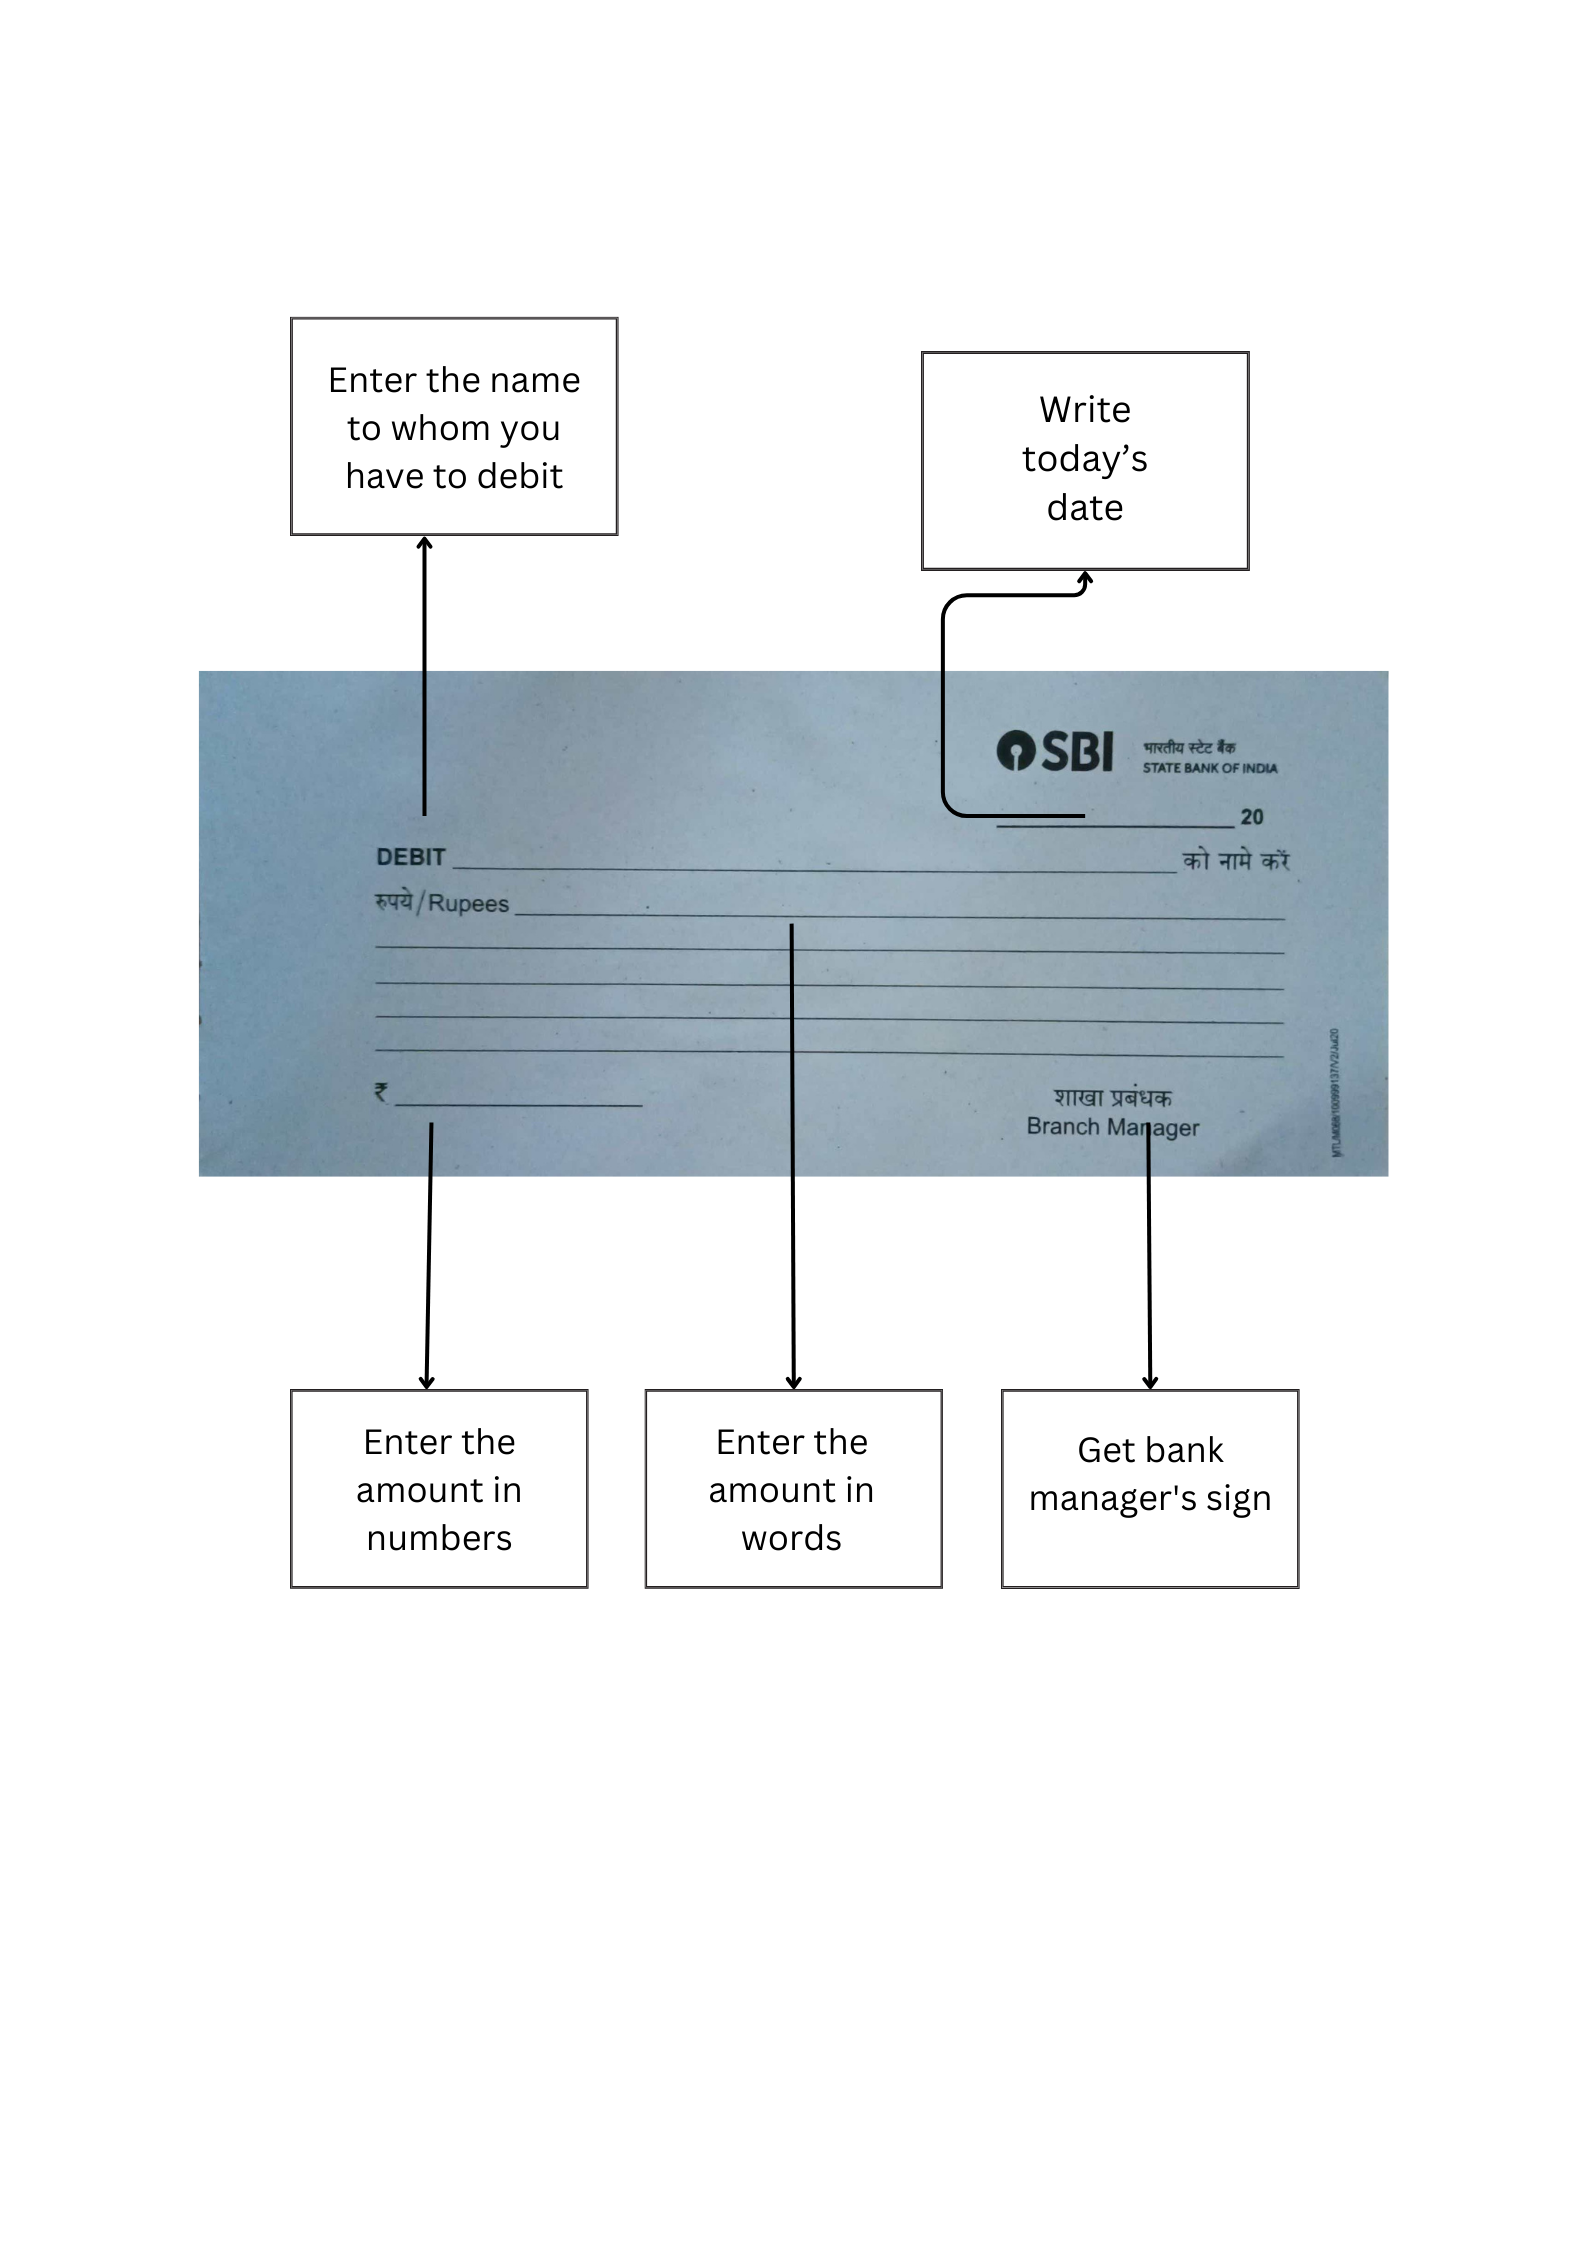 Enter the name
to whom you
have to debit
Write
today’s
date
SBI
भारतीय स्टेट बैंक
STATE BANK OF INDIA
20
DEBIT को नामे करें
रुपये/Rupees
₹
शाखा प्रबंधक
Branch Manager
Enter the
amount in
numbers
Enter the
amount in
words
Get bank
manager's sign